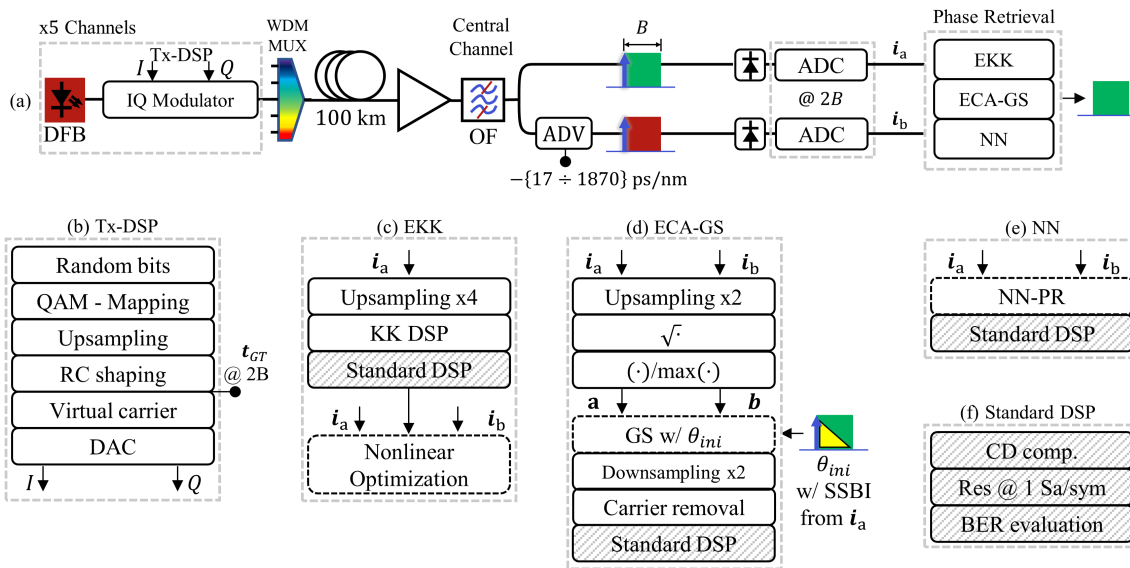 x5 Channels
Tx-DSP
I Q
IQ Modulator
DFB
WDM
MUX
100 km
Central
Channel
OF
ADV
−{17 ÷ 1870} ps/nm
B
ADC
@ 2B
ADC
i_a
i_b
Phase Retrieval
EKK
ECA-GS
NN
(a)
(b) Tx-DSP
Random bits
QAM - Mapping
Upsampling
RC shaping
Virtual carrier
DAC
I Q
t_GT
@ 2B
(c) EKK
i_a
Upsampling x4
KK DSP
Standard DSP
i_a i_b
Nonlinear
Optimization
(d) ECA-GS
i_a i_b
Upsampling x2
√·
(·)/max(·)
a b
GS w/ θ_ini
Downsampling x2
Carrier removal
Standard DSP
θ_ini
w/ SSBI
from i_a
(e) NN
i_a i_b
NN-PR
Standard DSP
(f) Standard DSP
CD comp.
Res @ 1 Sa/sym
BER evaluation